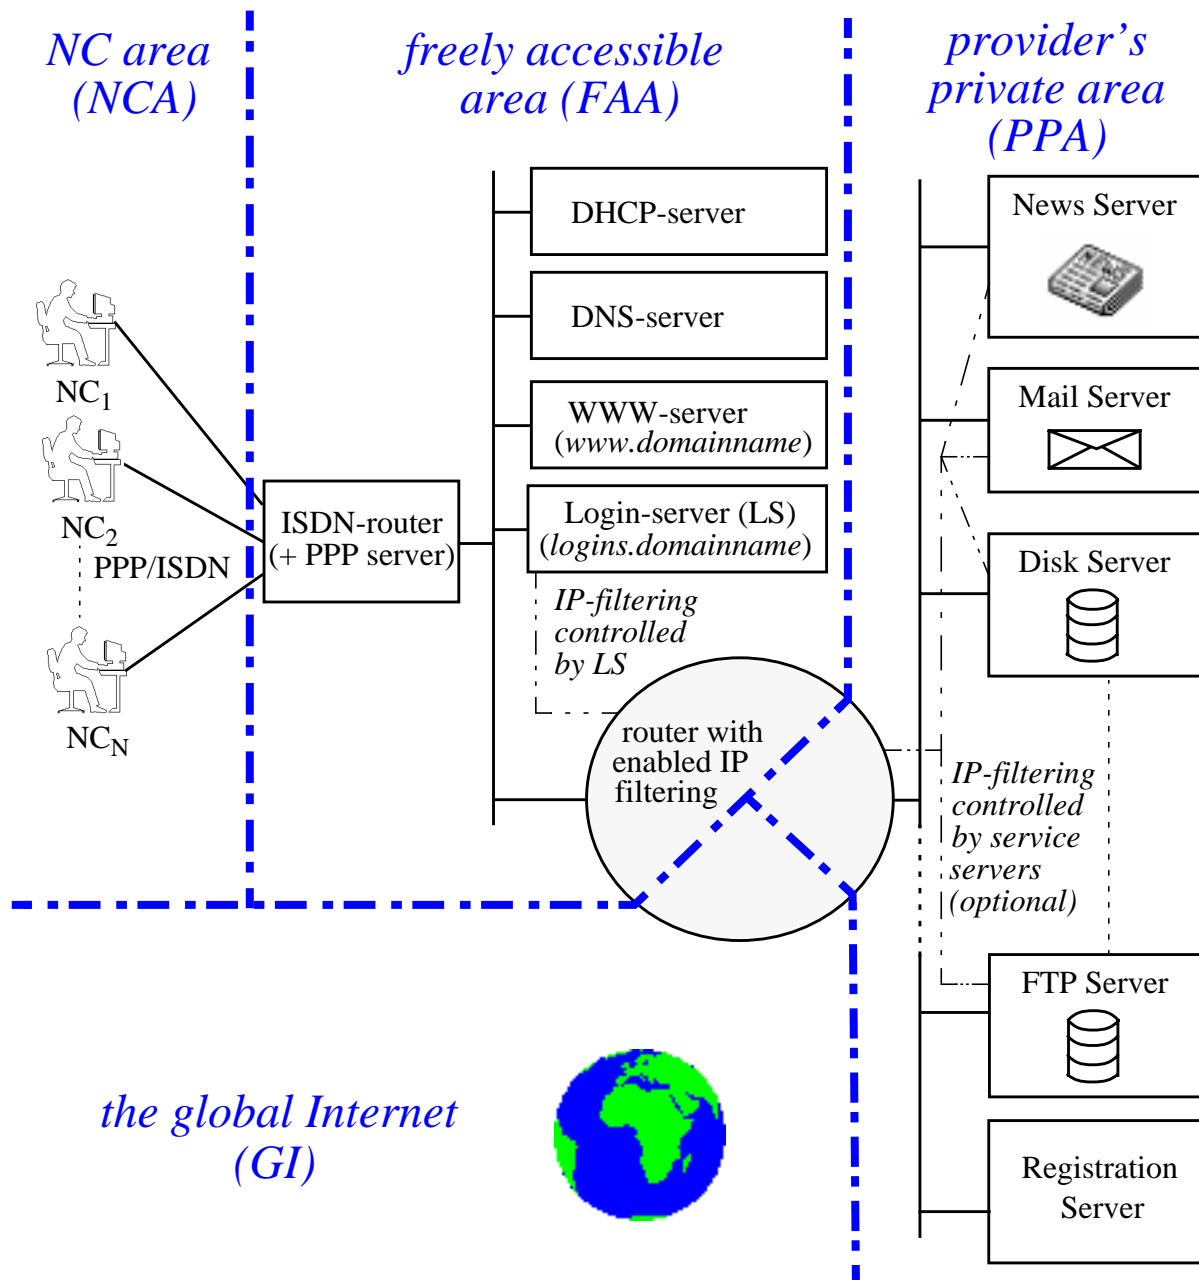 NC area
(NCA)
freely accessible
area (FAA)
provider's
private area
(PPA)
DHCP-server
DNS-server
WWW-server
(www.domainname)
Login-server (LS)
(logins.domainname)
IP-filtering
controlled
by LS
NC1
NC2
PPP/ISDN
NCN
ISDN-router
(+ PPP server)
router with
enabled IP
filtering
News Server
NEWS
Mail Server
Disk Server
IP-filtering
controlled
by service
servers
(optional)
FTP Server
Registration
Server
the global Internet
(GI)